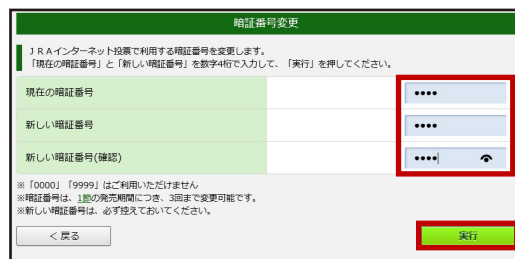 暗証番号変更
JRAインターネット投票で利用する暗証番号を変更します。
「現在の暗証番号」と「新しい暗証番号」を数字4桁で入力して、「実行」を押してください。
現在の暗証番号 ••••
新しい暗証番号 ••••
新しい暗証番号(確認) ••••
※「0000」「9999」はご利用いただけません
※暗証番号は、1節の発売期間につき、3回まで変更可能です。
※新しい暗証番号は、必ず控えておいてください。
＜戻る 実行